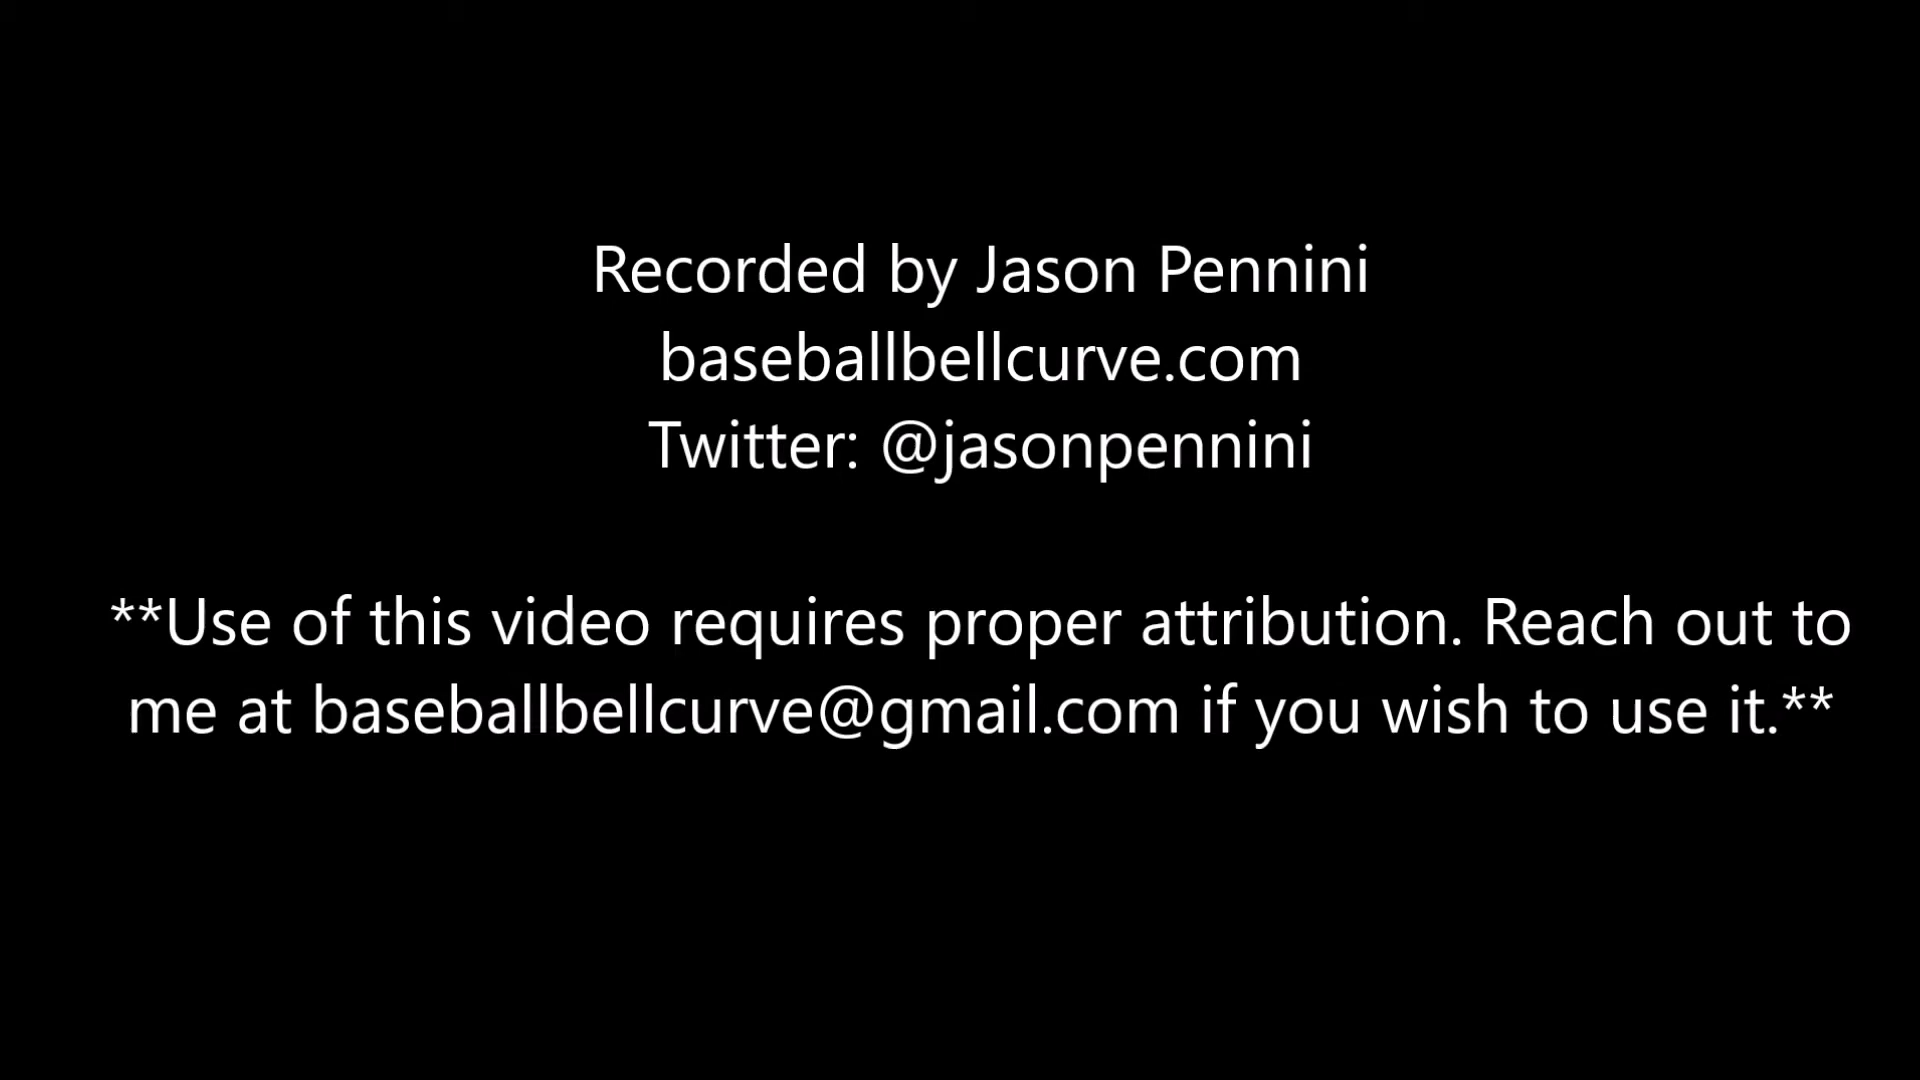 Recorded by Jason Pennini
baseballbellcurve.com
Twitter: @jasonpennini
**Use of this video requires proper attribution. Reach out to
me at baseballbellcurve@gmail.com if you wish to use it.**